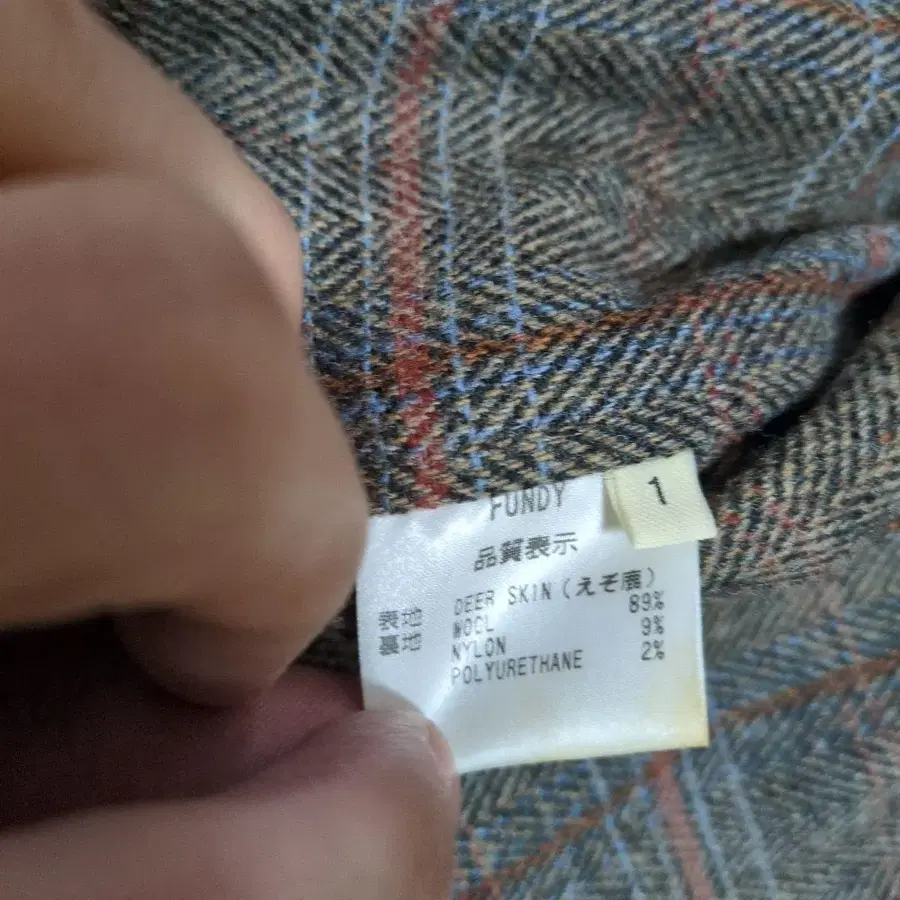 FUNDY
1
品質表示
表地 DEER SKIN (えぞ鹿)
裏地 WOOL 89%
NYLON 9%
POLYURETHANE 2%